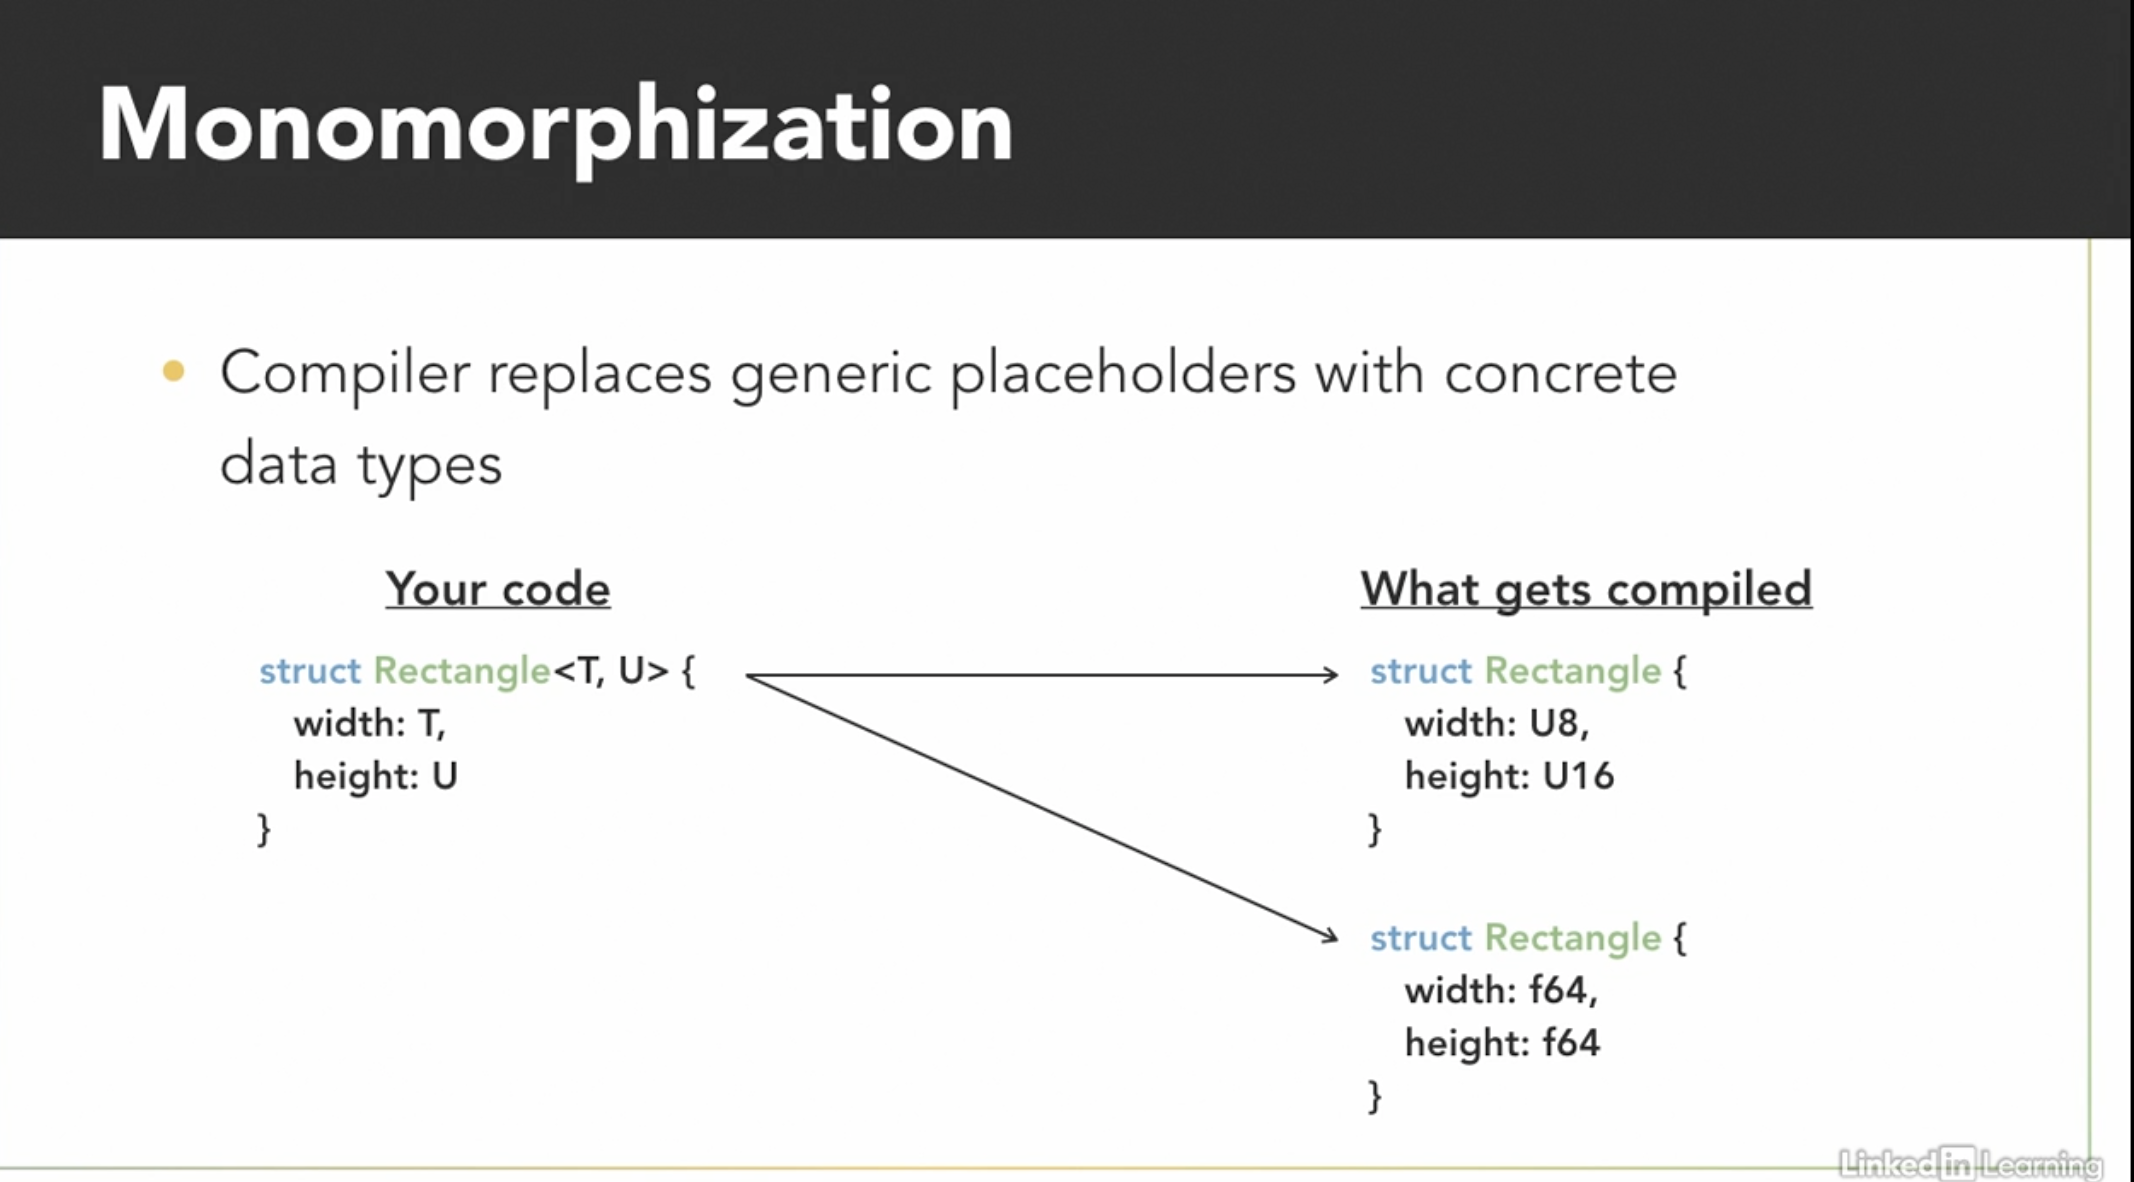 Monomorphization
Compiler replaces generic placeholders with concrete
data types
Your code
struct Rectangle<T, U> {
width: T,
height: U
}
What gets compiled
struct Rectangle {
width: U8,
height: U16
}
struct Rectangle {
width: f64,
height: f64
}
Linked in Learning